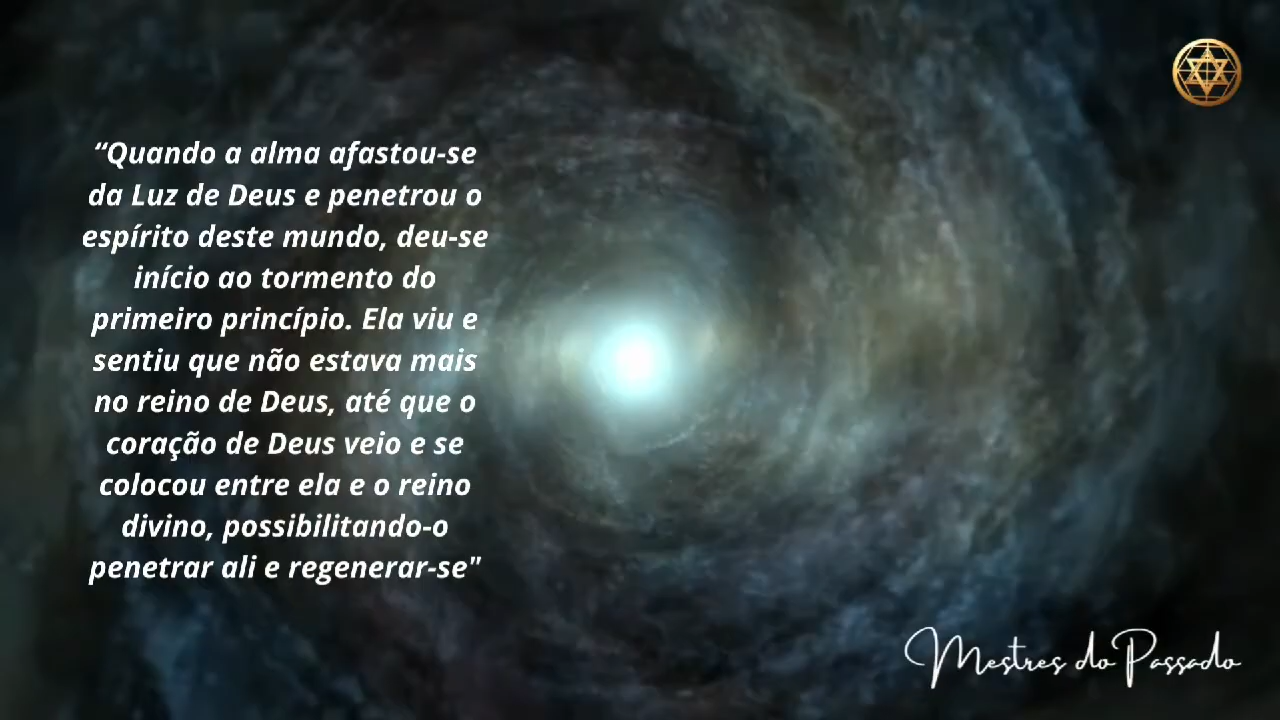 “Quando a alma afastou-se
da Luz de Deus e penetrou o
espírito deste mundo, deu-se
início ao tormento do
primeiro princípio. Ela viu e
sentiu que não estava mais
no reino de Deus, até que o
coração de Deus veio e se
colocou entre ela e o reino
divino, possibilitando-o
penetrar ali e regenerar-se"
Mestres do Passado